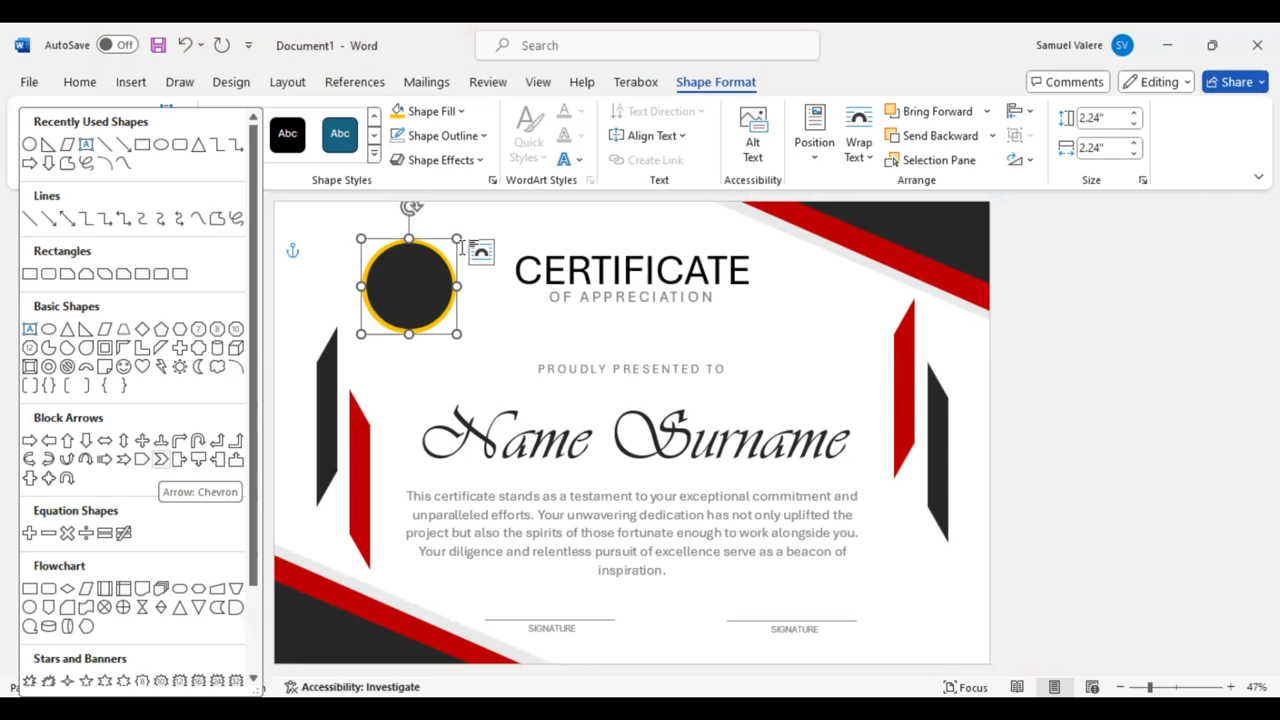 AutoSave Off Document1 - Word Search Samuel Valere SV
File Home Insert Draw Design Layout References Mailings Review View Help Terabox Shape Format Comments Editing Share
Recently Used Shapes
Lines
Rectangles
Basic Shapes
Block Arrows
Arrow: Chevron
Equation Shapes
Flowchart
Stars and Banners
Abc Abc
Shape Fill
Shape Outline
Shape Effects
Shape Styles
Quick
Styles
WordArt Styles
Text Direction
Align Text
Create Link
Text
Alt
Text
Accessibility
Position
Wrap
Text
Bring Forward
Send Backward
Selection Pane
Arrange
2.24"
2.24"
Size
CERTIFICATE
OF APPRECIATION
PROUDLY PRESENTED TO
Name Surname
This certificate stands as a testament to your exceptional commitment and
unparalleled efforts. Your unwavering dedication has not only uplifted the
project but also the spirits of those fortunate enough to work alongside you.
Your diligence and relentless pursuit of excellence serve as a beacon of
inspiration.
SIGNATURE SIGNATURE
Accessibility: Investigate Focus 47%